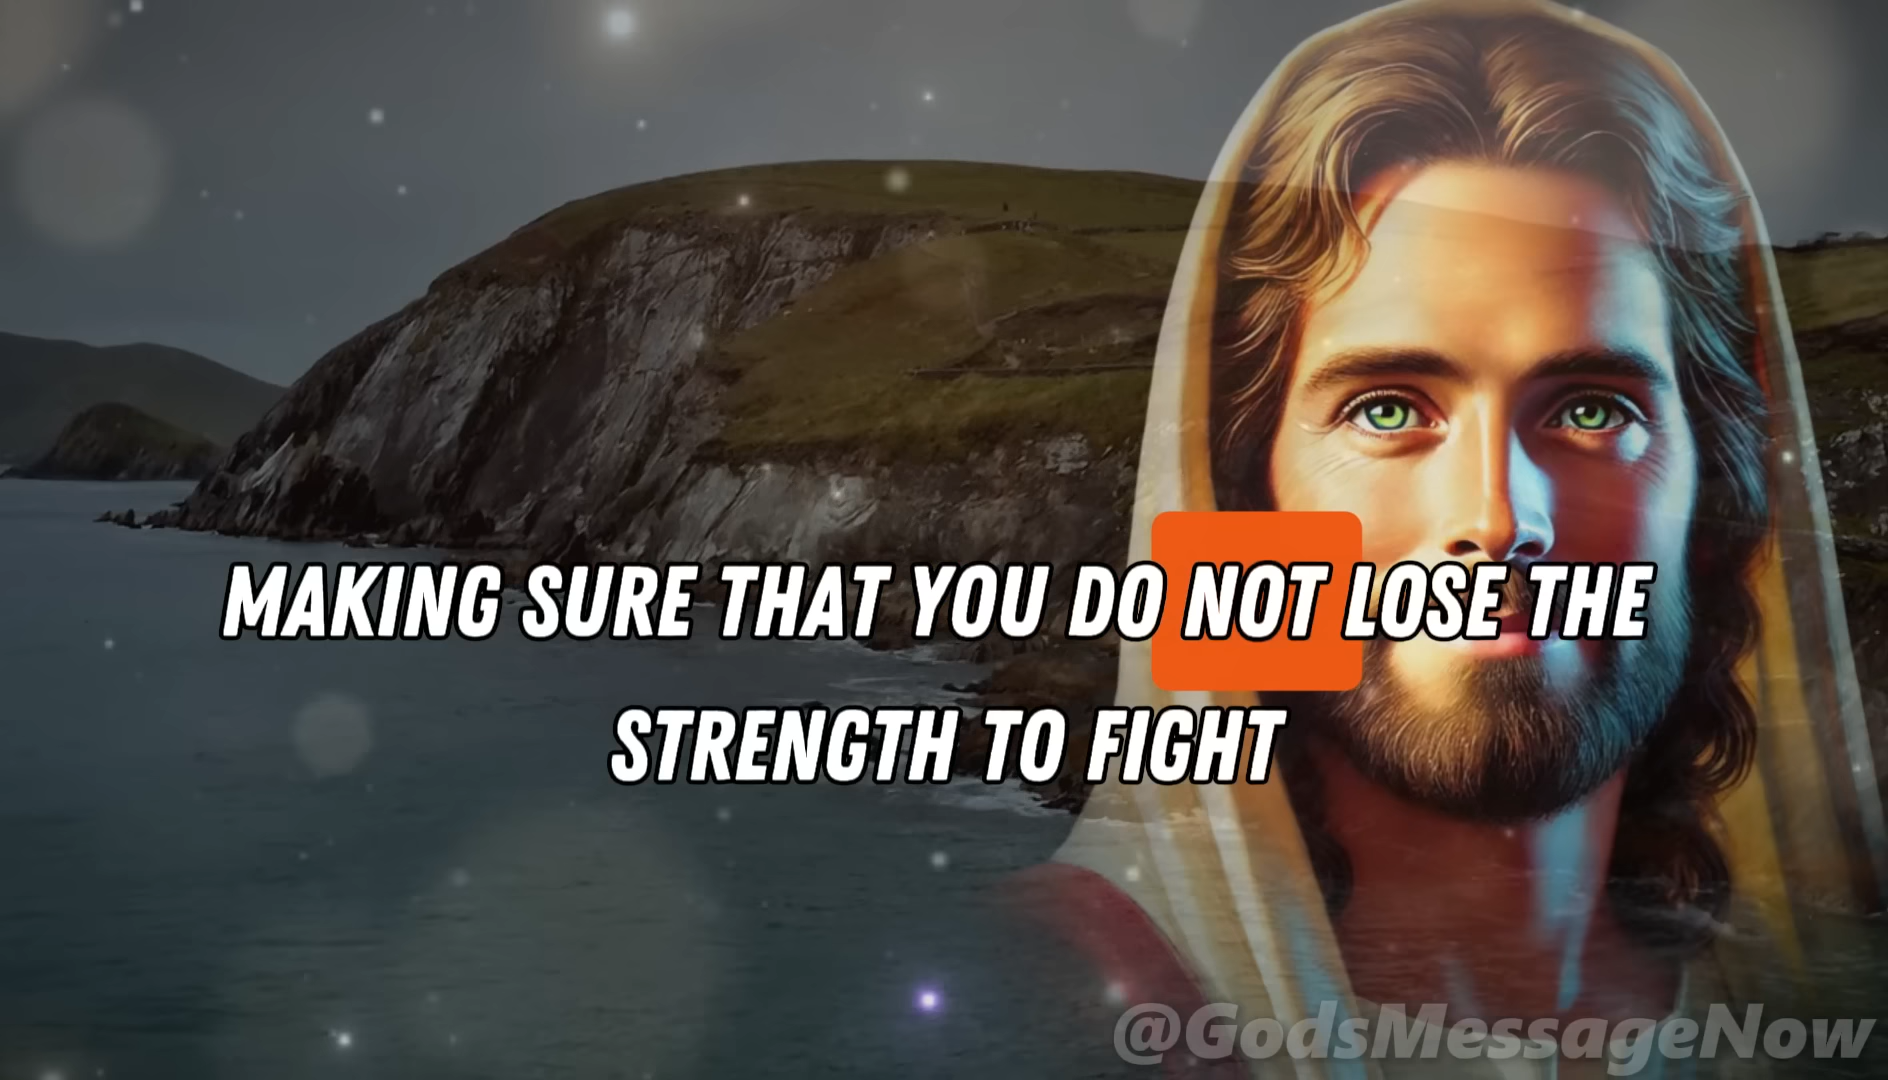 MAKING SURE THAT YOU DO NOT LOSE THE
STRENGTH TO FIGHT
@GodsMessageNow